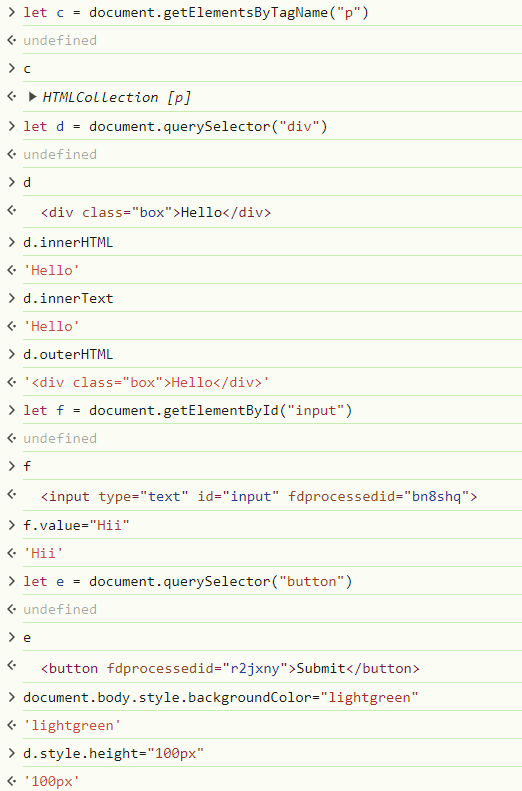 > let c = document.getElementsByTagName("p")
undefined
> c
▶ HTMLCollection [p]
> let d = document.querySelector("div")
undefined
> d
<div class="box">Hello</div>
> d.innerHTML
'Hello'
> d.innerText
'Hello'
> d.outerHTML
'<div class="box">Hello</div>'
> let f = document.getElementById("input")
undefined
> f
<input type="text" id="input" fdprocessedid="bn8shq">
> f.value="Hii"
'Hii'
> let e = document.querySelector("button")
undefined
> e
<button fdprocessedid="r2jxny">Submit</button>
> document.body.style.backgroundColor="lightgreen"
'lightgreen'
> d.style.height="100px"
'100px'